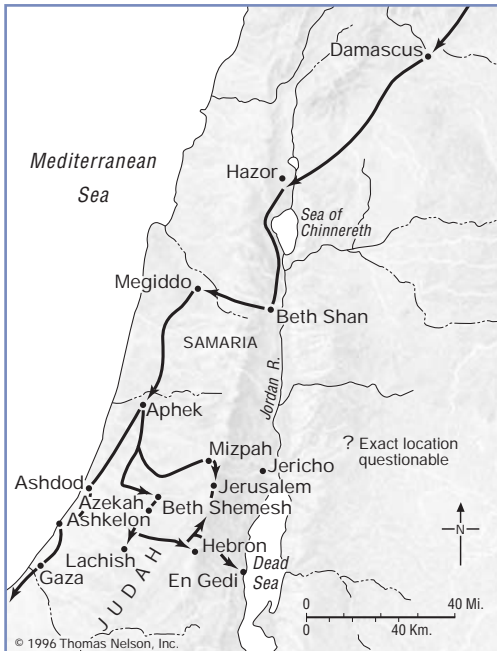 Damascus
Mediterranean
Sea
Hazor
Sea of
Chinnereth
Megiddo
Beth Shan
SAMARIA
Jordan R.
Aphek
Mizpah
? Exact location
questionable
Jericho
Ashdod
Jerusalem
Azekah
Beth Shemesh
Ashkelon
Lachish
Hebron
Gaza
JUDAH
En Gedi
Dead
Sea
N
0 40 Mi.
0 40 Km.
© 1996 Thomas Nelson, Inc.